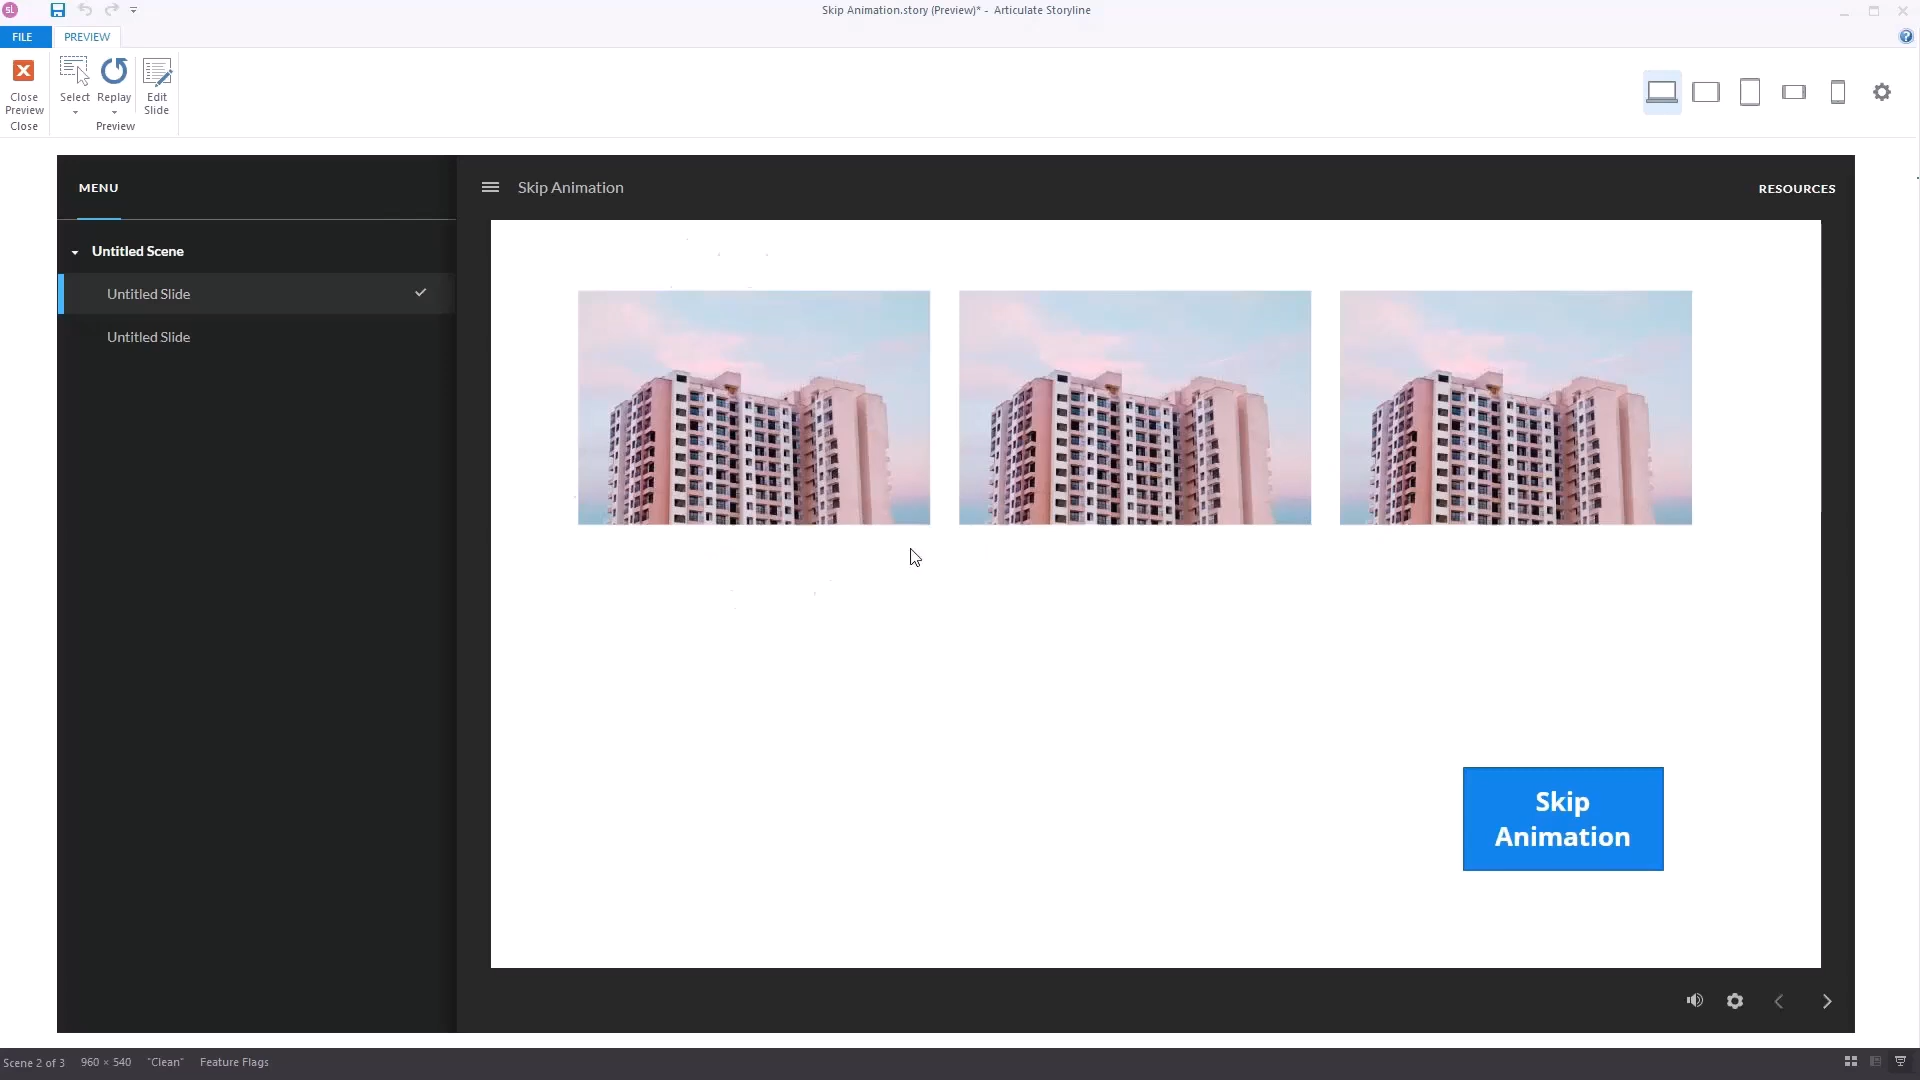 SL
Skip Animation.story (Preview)* - Articulate Storyline
FILE
PREVIEW
?
Close Preview
Select
Replay
Edit Slide
Close
Preview
MENU
Skip Animation
RESOURCES
Untitled Scene
Untitled Slide
Untitled Slide
Skip
Animation
Scene 2 of 3
960 × 540
"Clean"
Feature Flags